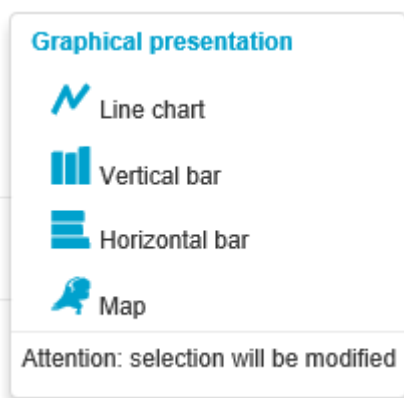 Graphical presentation
Line chart
Vertical bar
Horizontal bar
Map
Attention: selection will be modified